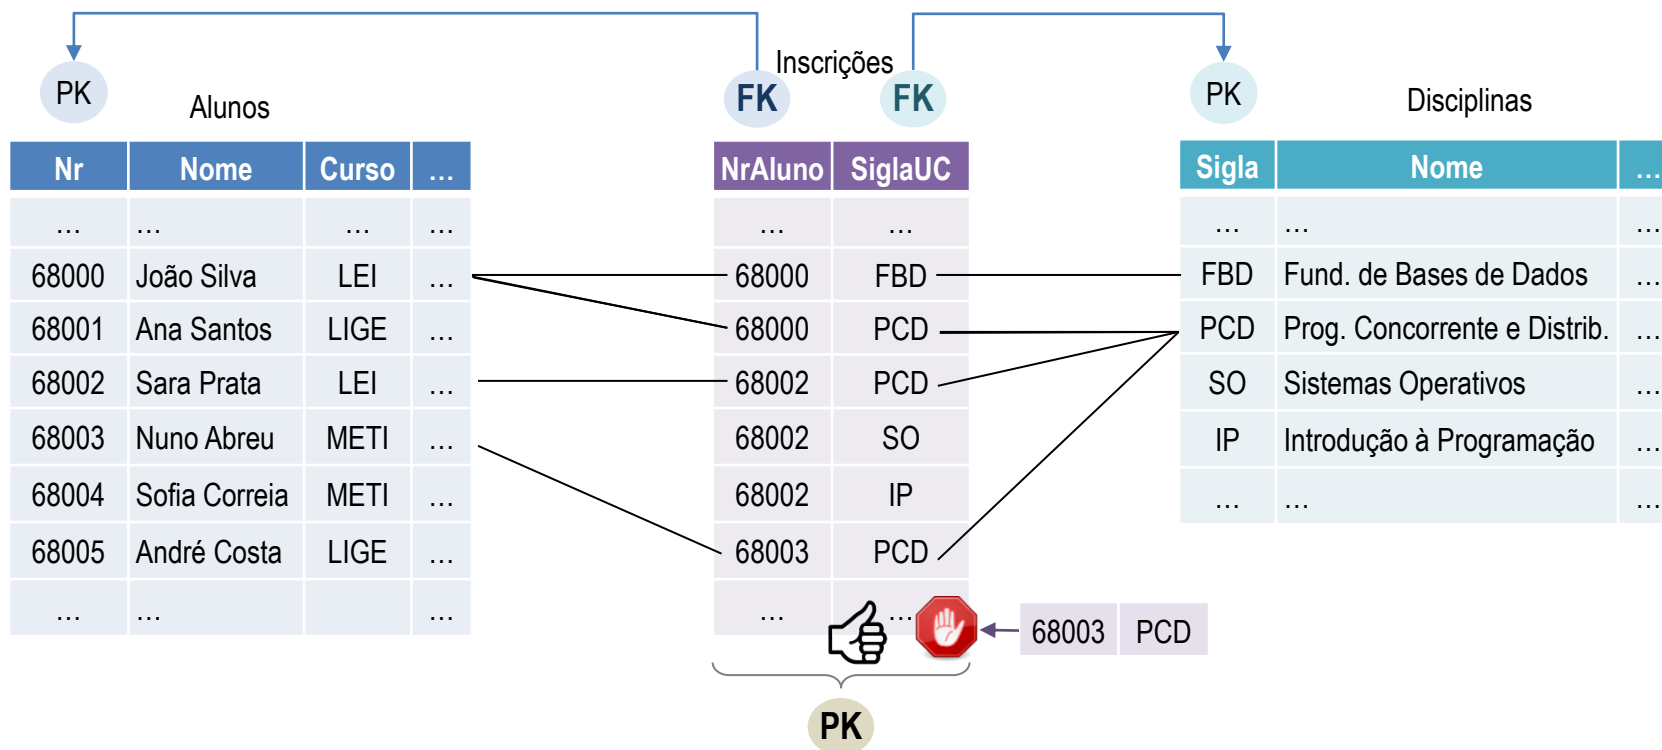 Inscrições
PK FK FK PK
Alunos Disciplinas
Nr Nome Curso …
… … … …
68000 João Silva LEI …
68001 Ana Santos LIGE …
68002 Sara Prata LEI …
68003 Nuno Abreu METI …
68004 Sofia Correia METI …
68005 André Costa LIGE …
… … …
NrAluno SiglaUC
… …
68000 FBD
68000 PCD
68002 PCD
68002 SO
68002 IP
68003 PCD
… …
68003 PCD
PK
Sigla Nome …
… … …
FBD Fund. de Bases de Dados …
PCD Prog. Concorrente e Distrib. …
SO Sistemas Operativos …
IP Introdução à Programação …
… … …